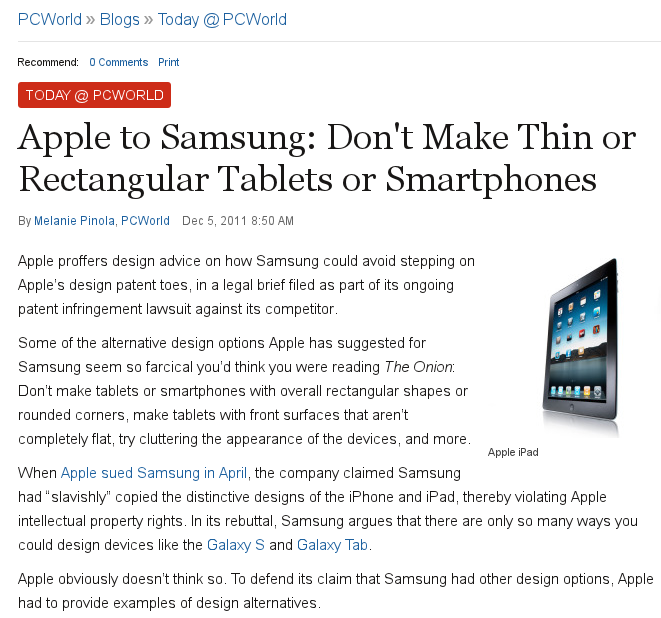 PCWorld » Blogs » Today @ PCWorld
Recommend: 0 Comments Print
TODAY @ PCWORLD
Apple to Samsung: Don't Make Thin or
Rectangular Tablets or Smartphones
By Melanie Pinola, PCWorld Dec 5, 2011 8:50 AM
Apple proffers design advice on how Samsung could avoid stepping on
Apple's design patent toes, in a legal brief filed as part of its ongoing
patent infringement lawsuit against its competitor.
Some of the alternative design options Apple has suggested for
Samsung seem so farcical you'd think you were reading The Onion:
Don't make tablets or smartphones with overall rectangular shapes or
rounded corners, make tablets with front surfaces that aren't
completely flat, try cluttering the appearance of the devices, and more.
Apple iPad
When Apple sued Samsung in April, the company claimed Samsung
had “slavishly” copied the distinctive designs of the iPhone and iPad, thereby violating Apple
intellectual property rights. In its rebuttal, Samsung argues that there are only so many ways you
could design devices like the Galaxy S and Galaxy Tab.
Apple obviously doesn't think so. To defend its claim that Samsung had other design options, Apple
had to provide examples of design alternatives.